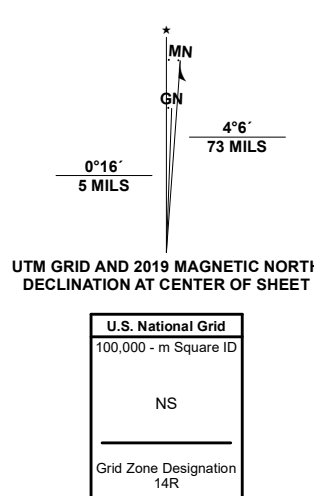 MN
GN
4°6´
73 MILS
0°16´
5 MILS
UTM GRID AND 2019 MAGNETIC NORTH
DECLINATION AT CENTER OF SHEET
U.S. National Grid
100,000 - m Square ID
NS
Grid Zone Designation
14R